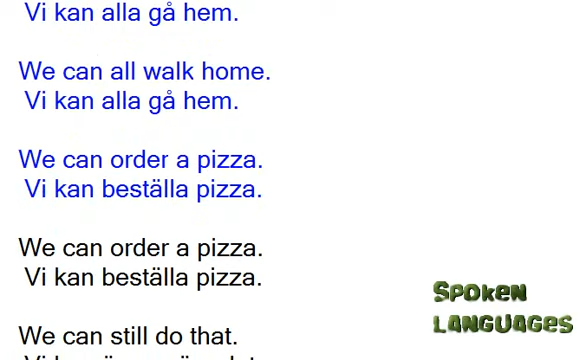 Vi kan alla gå hem.
We can all walk home.
Vi kan alla gå hem.
We can order a pizza.
Vi kan beställa pizza.
We can order a pizza.
Vi kan beställa pizza.
We can still do that.
Spoken
Languages